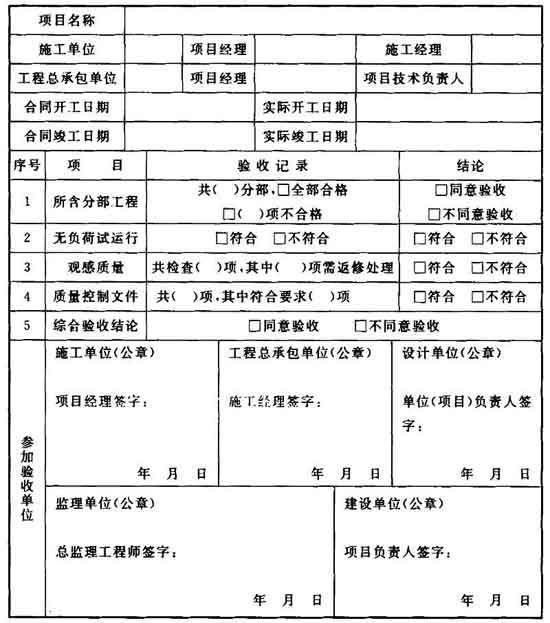 项目名称
施工单位 项目经理 施工经理
工程总承包单位 项目经理 项目技术负责人
合同开工日期 实际开工日期
合同竣工日期 实际竣工日期
序号 项 目 验收记录 结论
1 所含分部工程 共( )分部,□全部合格 □同意验收
□( )项不合格 □不同意验收
2 无负荷试运行 □符合 □不符合 □符合 □不符合
3 观感质量 共检查( )项,其中( )项需返修处理 □符合 □不符合
4 质量控制文件 共( )项,其中符合要求( )项 □符合 □不符合
5 综合验收结论 □同意验收 □不同意验收
参加验收单位
施工单位(公章) 工程总承包单位(公章) 设计单位(公章)
项目经理签字: 施工经理签字: 单位(项目)负责人签
字:
年 月 日 年 月 日 年 月 日
监理单位(公章) 建设单位(公章)
总监理工程师签字: 项目负责人签字:
年 月 日 年 月 日